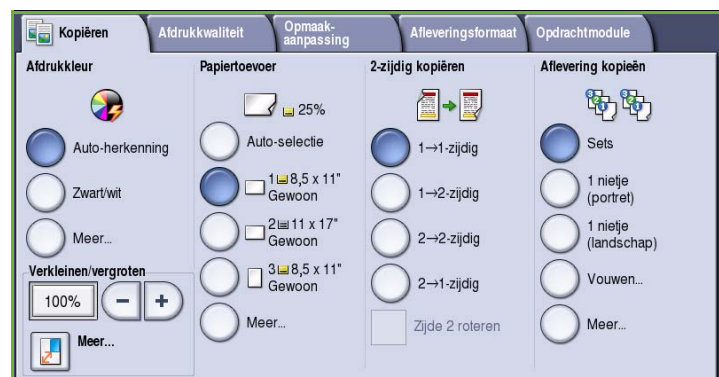 Kopiëren
Afdrukkwaliteit
Opmaak-
aanpassing
Afleveringsformaat
Opdrachtmodule
Afdrukkleur
Auto-herkenning
Zwart/wit
Meer...
Verkleinen/vergroten
100%
−
+
Meer...
Papiertoevoer
25%
Auto-selectie
1 8,5 x 11"
Gewoon
2 11 x 17"
Gewoon
3 8,5 x 11"
Gewoon
Meer...
2-zijdig kopiëren
1→1-zijdig
1→2-zijdig
2→2-zijdig
2→1-zijdig
Zijde 2 roteren
Aflevering kopieën
Sets
1 nietje
(portret)
1 nietje
(landschap)
Vouwen...
Meer...